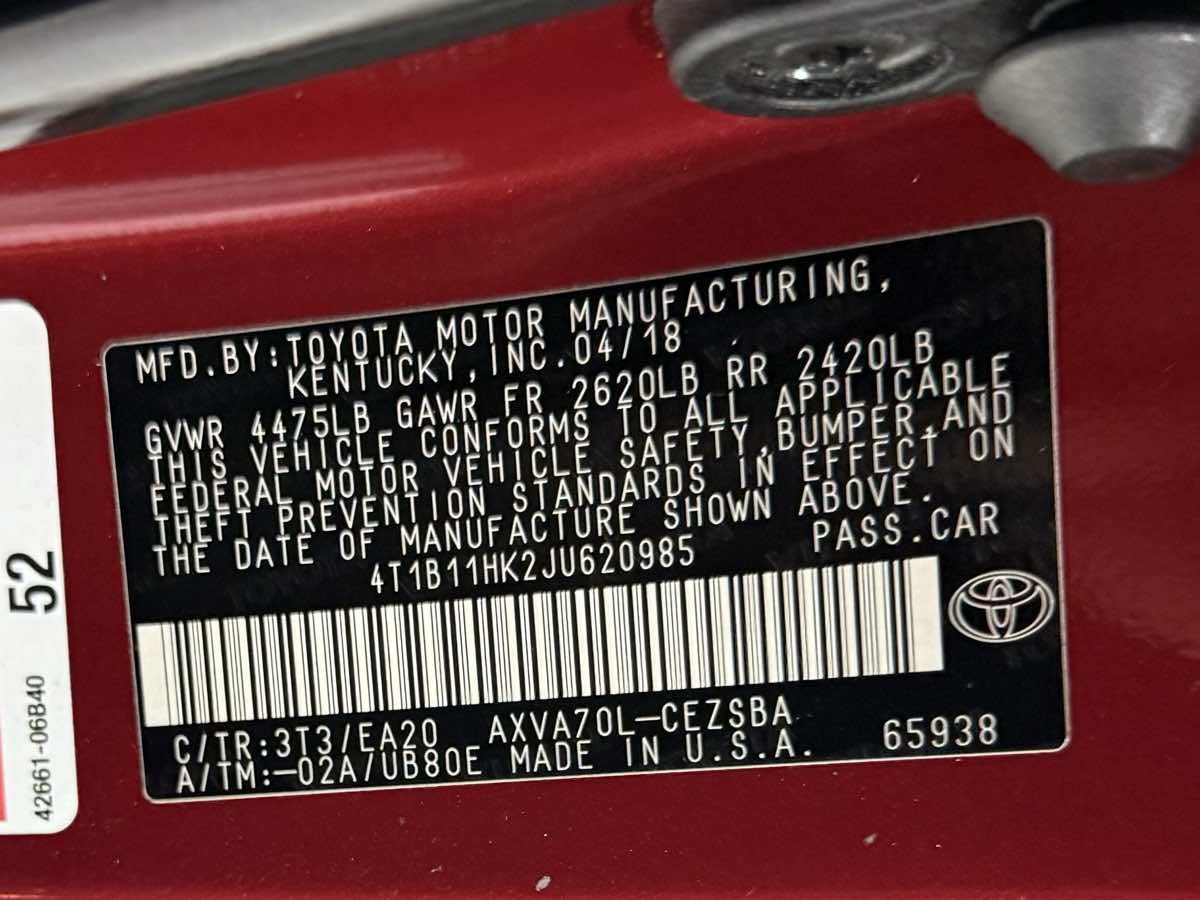 MFD.BY:TOYOTA MOTOR MANUFACTURING,
KENTUCKY,INC.04/18
GVWR 4475LB GAWR FR 2620LB RR 2420LB
THIS VEHICLE CONFORMS TO ALL APPLICABLE
FEDERAL MOTOR VEHICLE SAFETY,BUMPER,AND
THEFT PREVENTION STANDARDS IN EFFECT ON
THE DATE OF MANUFACTURE SHOWN ABOVE.
4T1B11HK2JU620985 PASS.CAR
C/TR:3T3/EA20 AXVA70L-CEZSBA
A/TM:-02A/UB80E MADE IN U.S.A. 65938
52
42661-06B40